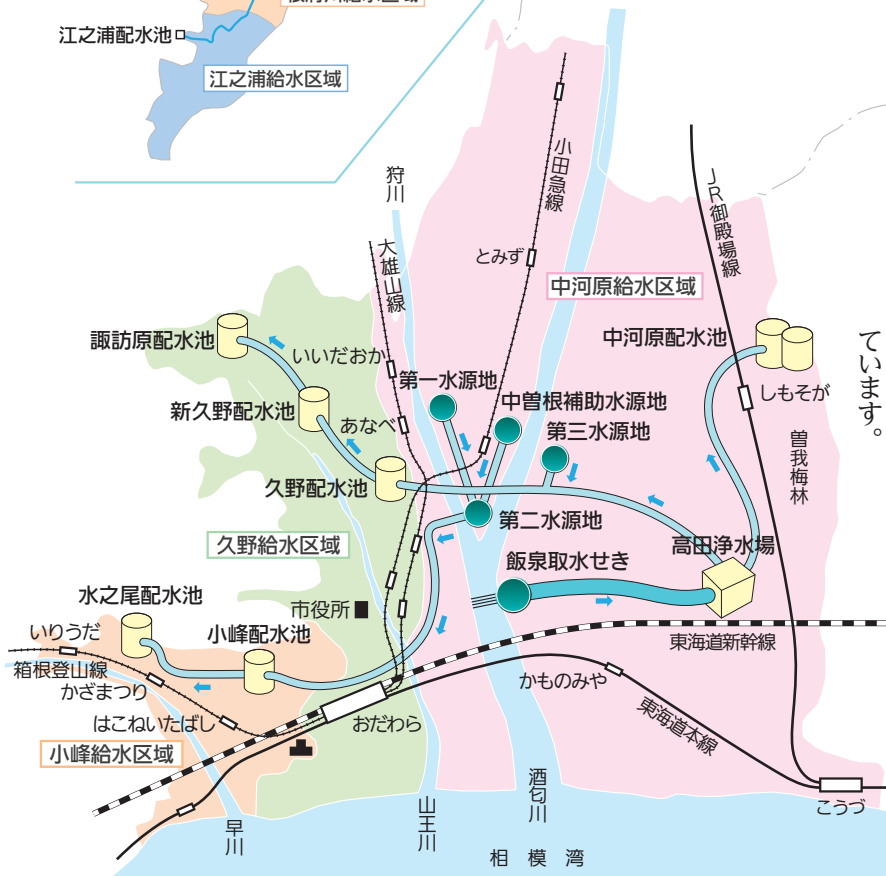 江之浦配水池
江之浦給水区域
狩川
小田急線
大雄山線
とみず
JR御殿場線
中河原給水区域
中河原配水池
しもそが
ています。
諏訪原配水池
いいだおか
第一水源地
中曽根補助水源地
新久野配水池
あなべ
第三水源地
曽我梅林
久野配水池
第二水源地
久野給水区域
高田浄水場
飯泉取水せき
水之尾配水池
市役所
いりうだ
小峰配水池
東海道新幹線
箱根登山線
かざまつり
かものみや
はこねいたばし
おだわら
東海道本線
小峰給水区域
こうづ
早川
山王川
酒匂川
相模湾